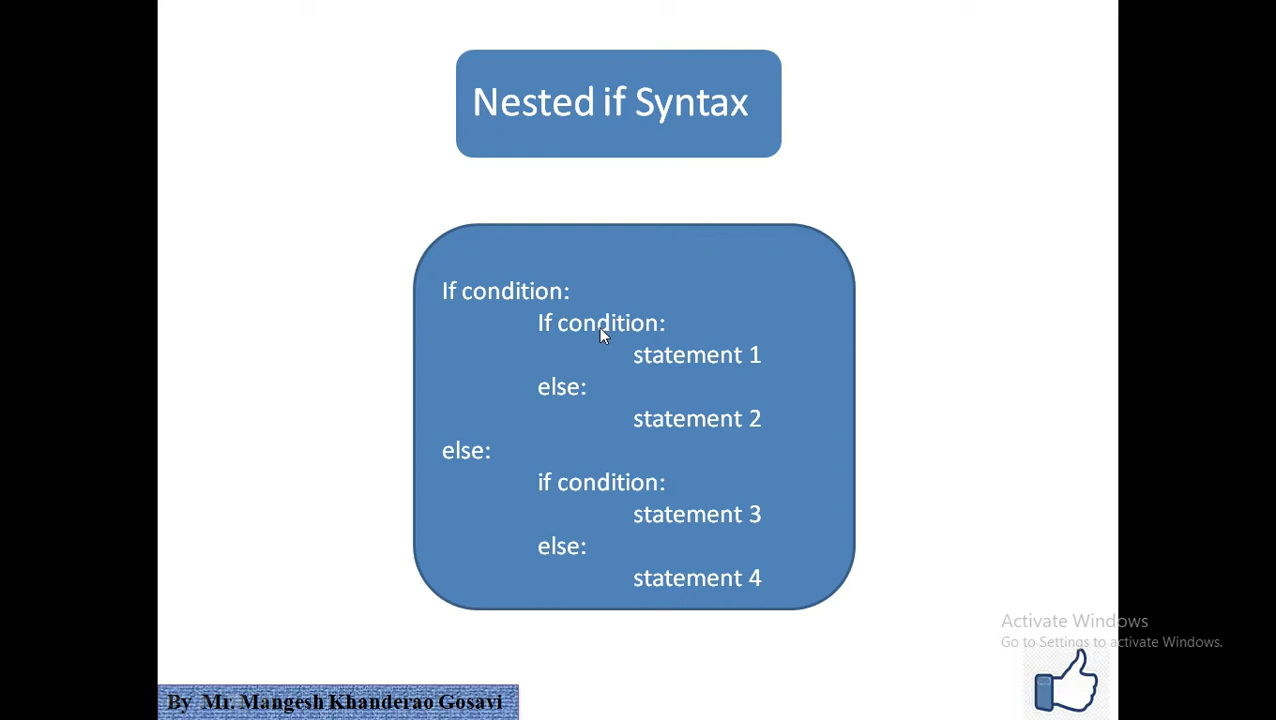 Nested if Syntax
If condition:
If condition:
statement 1
else:
statement 2
else:
if condition:
statement 3
else:
statement 4
Activate Windows
Go to Settings to activate Windows.
By Mr. Mangesh Khanderao Gosavi